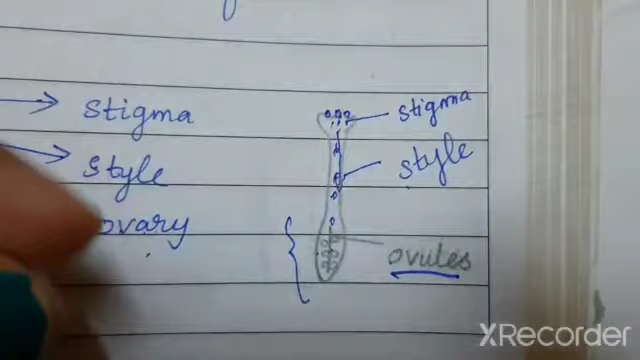 Stigma
Style
ovary
Stigma
Style
ovules
XRecorder